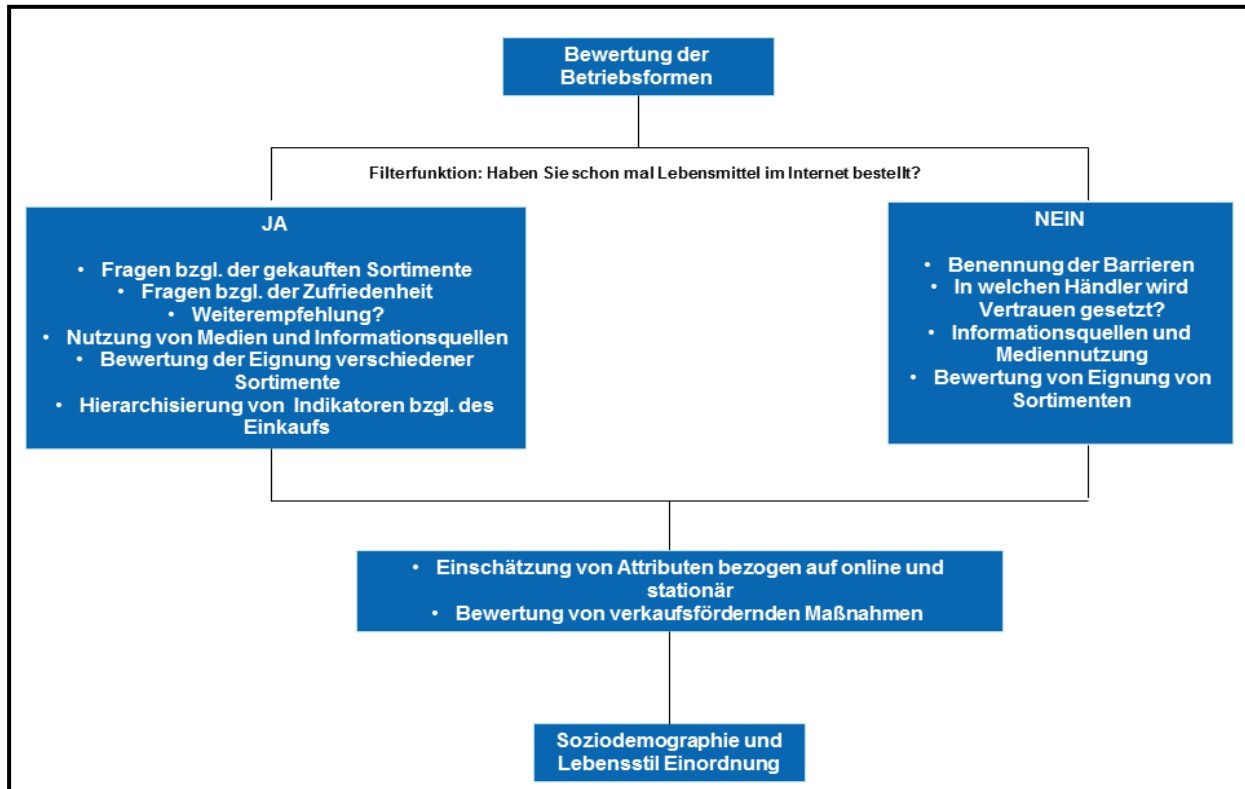 Bewertung der
Betriebsformen
Filterfunktion: Haben Sie schon mal Lebensmittel im Internet bestellt?
JA
• Fragen bzgl. der gekauften Sortimente
• Fragen bzgl. der Zufriedenheit
• Weiterempfehlung?
• Nutzung von Medien und Informationsquellen
• Bewertung der Eignung verschiedener
Sortimente
• Hierarchisierung von Indikatoren bzgl. des
Einkaufs
NEIN
• Benennung der Barrieren
• In welchen Händler wird
Vertrauen gesetzt?
• Informationsquellen und
Mediennutzung
• Bewertung von Eignung von
Sortimenten
• Einschätzung von Attributen bezogen auf online und
stationär
• Bewertung von verkaufsfördernden Maßnahmen
Soziodemographie und
Lebensstil Einordnung